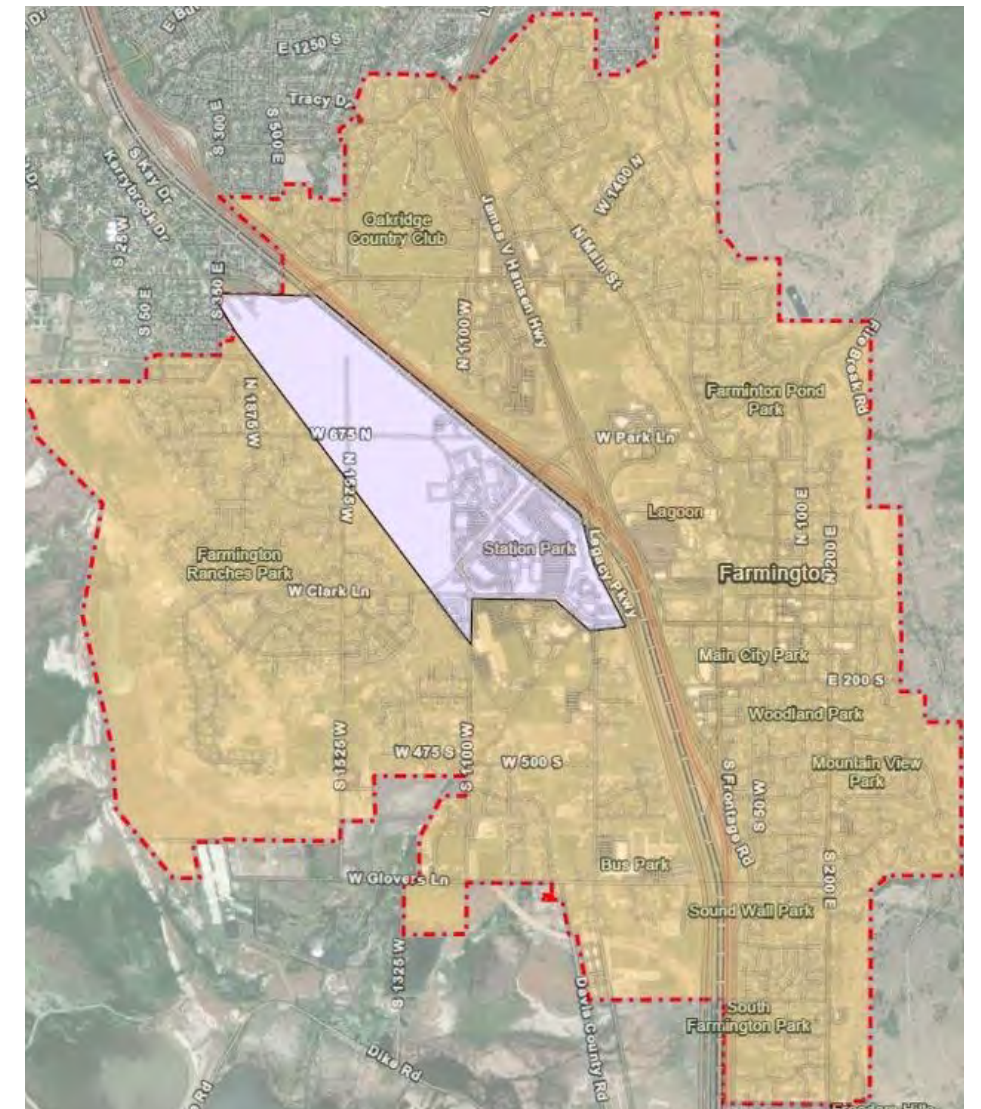 E 1250 S
Tracy Dr
S 300 E
S 500 E
S Kay Dr
Kerrybrook Dr
S 25 W
S 350 E
S 50 E
Oakridge
Country Club
W 1400 N
N Main St
James V Hansen Hwy
N 1100 W
Fire Break Rd
Farminton Pond
Park
N 1875 W
W 675 N
N 1525 W
W Park Ln
Lagoon
N 100 E
N 200 E
Station Park
Legacy Pkwy
Farmington
Farmington
Ranches Park
W Clark Ln
Main City Park
E 200 S
Woodland Park
S 1525 W
W 475 S
S 1100 W
W 500 S
Mountain View
Park
S Frontage Rd
S 50 W
Bus Park
S 200 E
W Glovers Ln
Sound Wall Park
S 1325 W
Davis County Rd
South
Farmington Park
Dike Rd
Rd